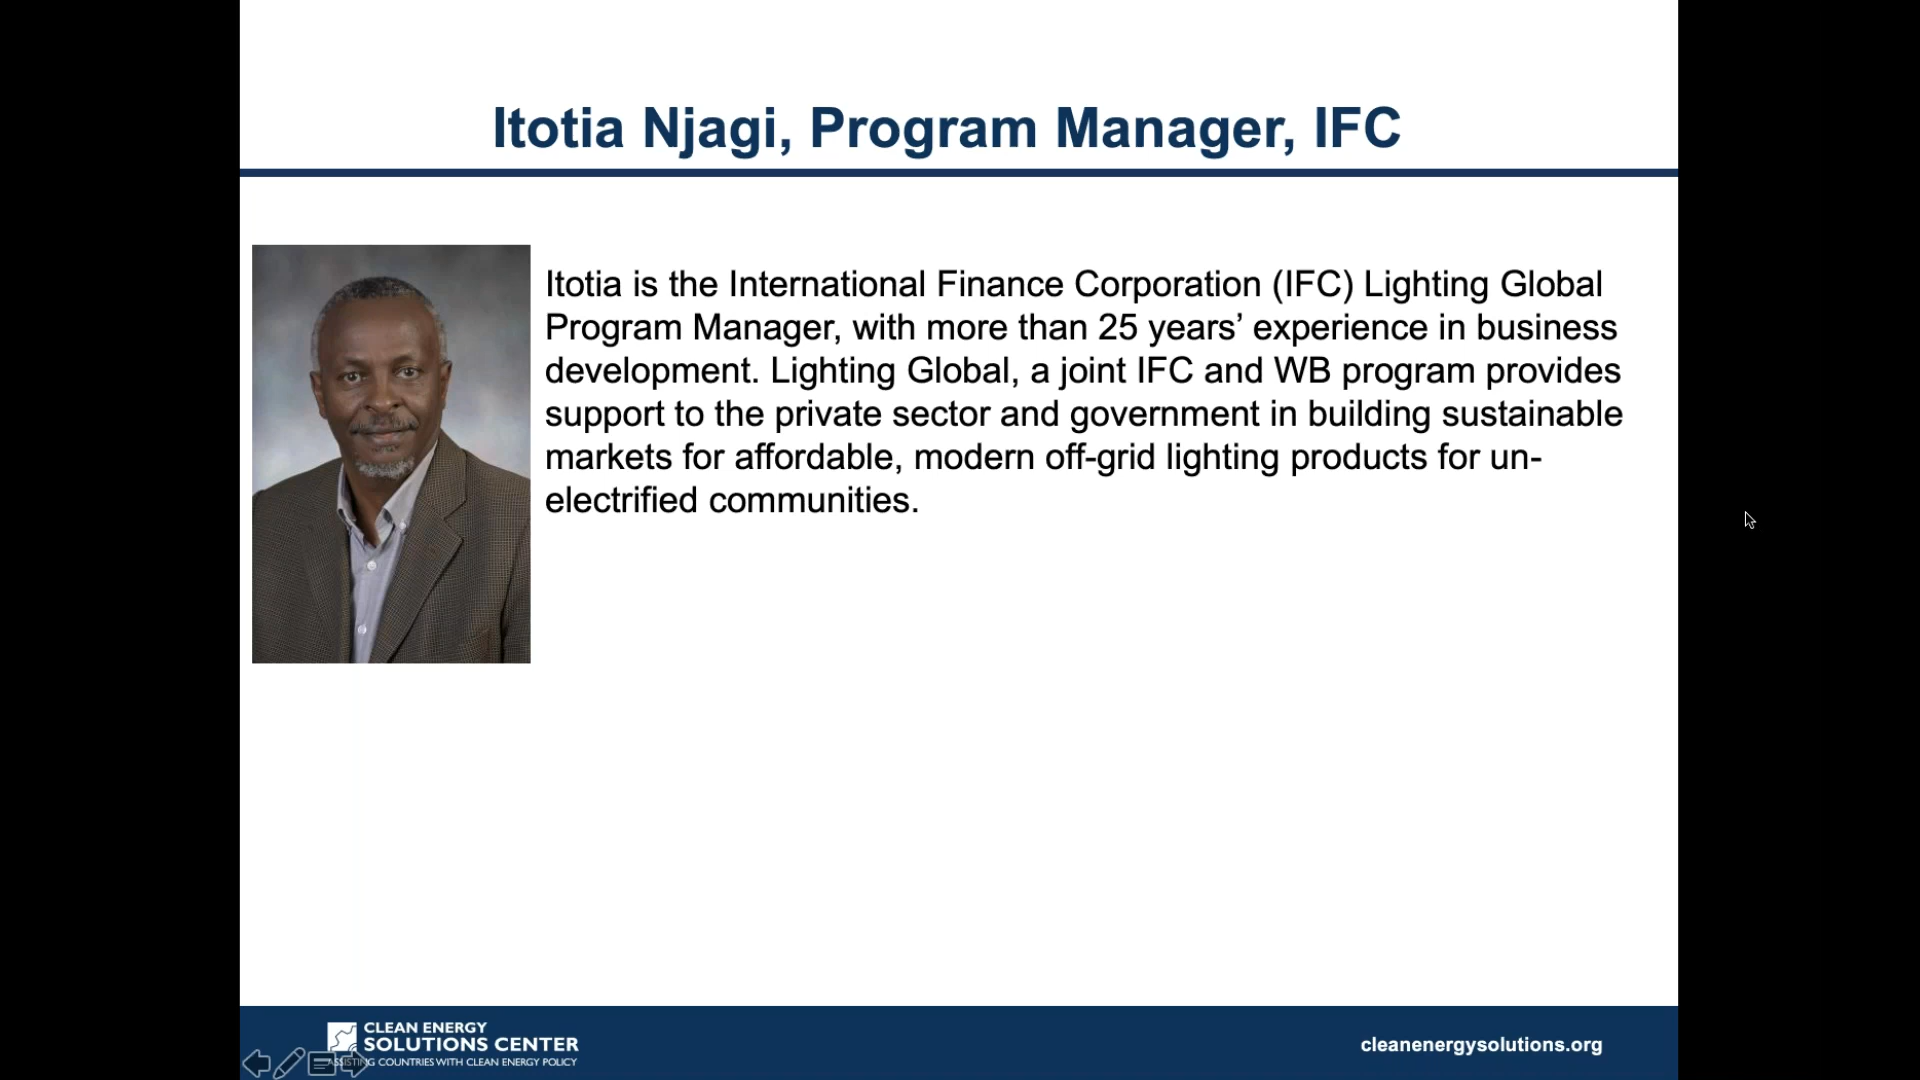 Itotia Njagi, Program Manager, IFC
Itotia is the International Finance Corporation (IFC) Lighting Global
Program Manager, with more than 25 years’ experience in business
development. Lighting Global, a joint IFC and WB program provides
support to the private sector and government in building sustainable
markets for affordable, modern off-grid lighting products for un-
electrified communities.
CLEAN ENERGY
SOLUTIONS CENTER
ASSISTING COUNTRIES WITH CLEAN ENERGY POLICY
cleanenergysolutions.org